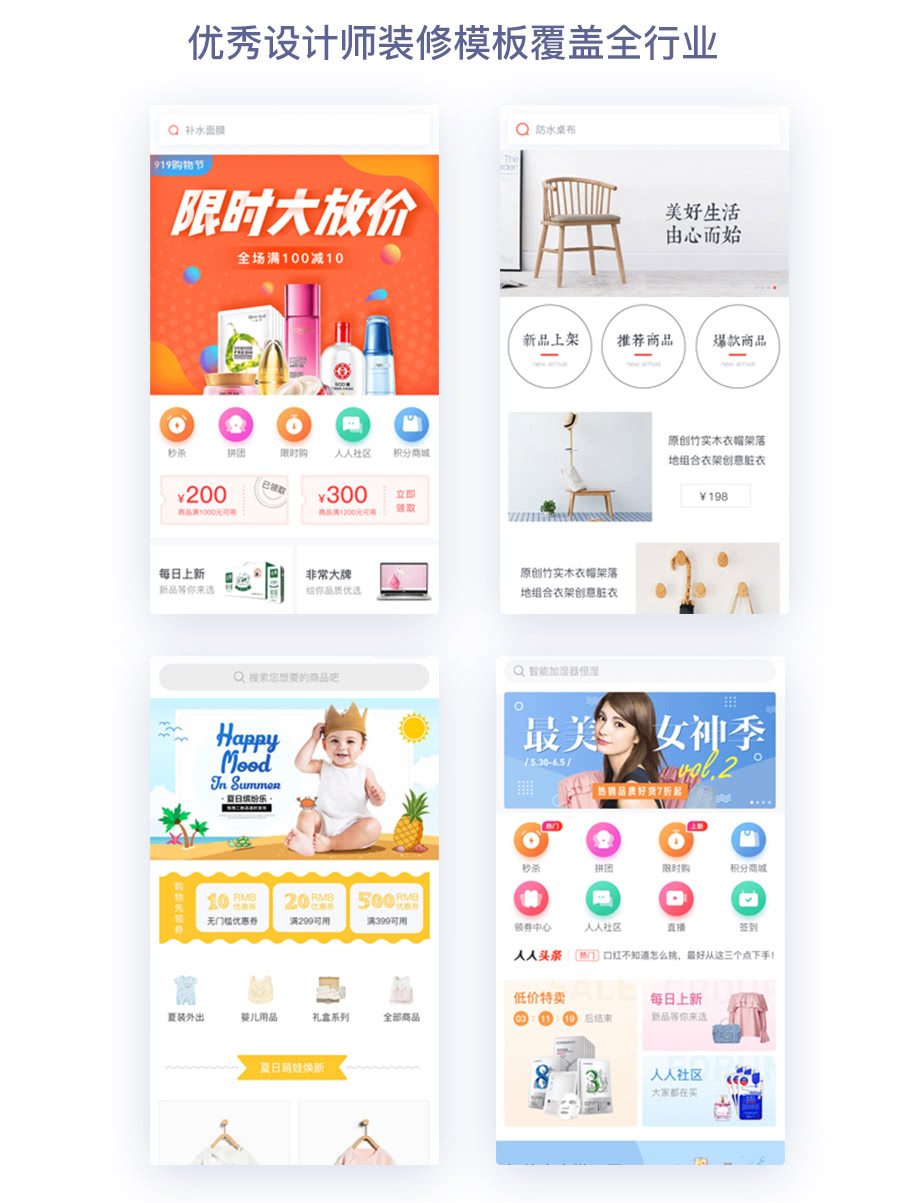 优秀设计师装修模板覆盖全行业
补水面膜
919购物节
限时大放价
全场满100减10
秒杀
拼团
限时购
人人社区
积分商城
¥200
商品满1000元可用
已领取
¥300
商品满1200元可用
立即
领取
每日上新
新品等你来选
非常大牌
给你品质优选
防水桌布
美好生活
由心而始
新品上架
new arrival
推荐商品
new arrival
爆款商品
new arrival
原创竹实木衣帽架落
地组合衣架创意脏衣
¥198
原创竹实木衣帽架落
地组合衣架创意脏衣
搜索您想要的商品吧
Happy
Mood
In Summer
夏日缤纷乐
购物先领券
10 RMB
优惠券
无门槛优惠券
20 RMB
优惠券
满299可用
500 RMB
优惠券
满399可用
夏装外出
婴儿用品
礼盒系列
全部商品
夏日萌娃焕新
智能加湿器恒湿
最美女神季
/ 5.30-6.5 /
vol.2
热销品质好货7折起
秒杀
热门
拼团
限时购
上新
积分商城
领券中心
人人社区
直播
签到
人人头条
热门
口红不知道怎么挑，最好从这三个点下手！
低价特卖
03 : 11 : 19 后结束
每日上新
新品等你来选
人人社区
大家都在买